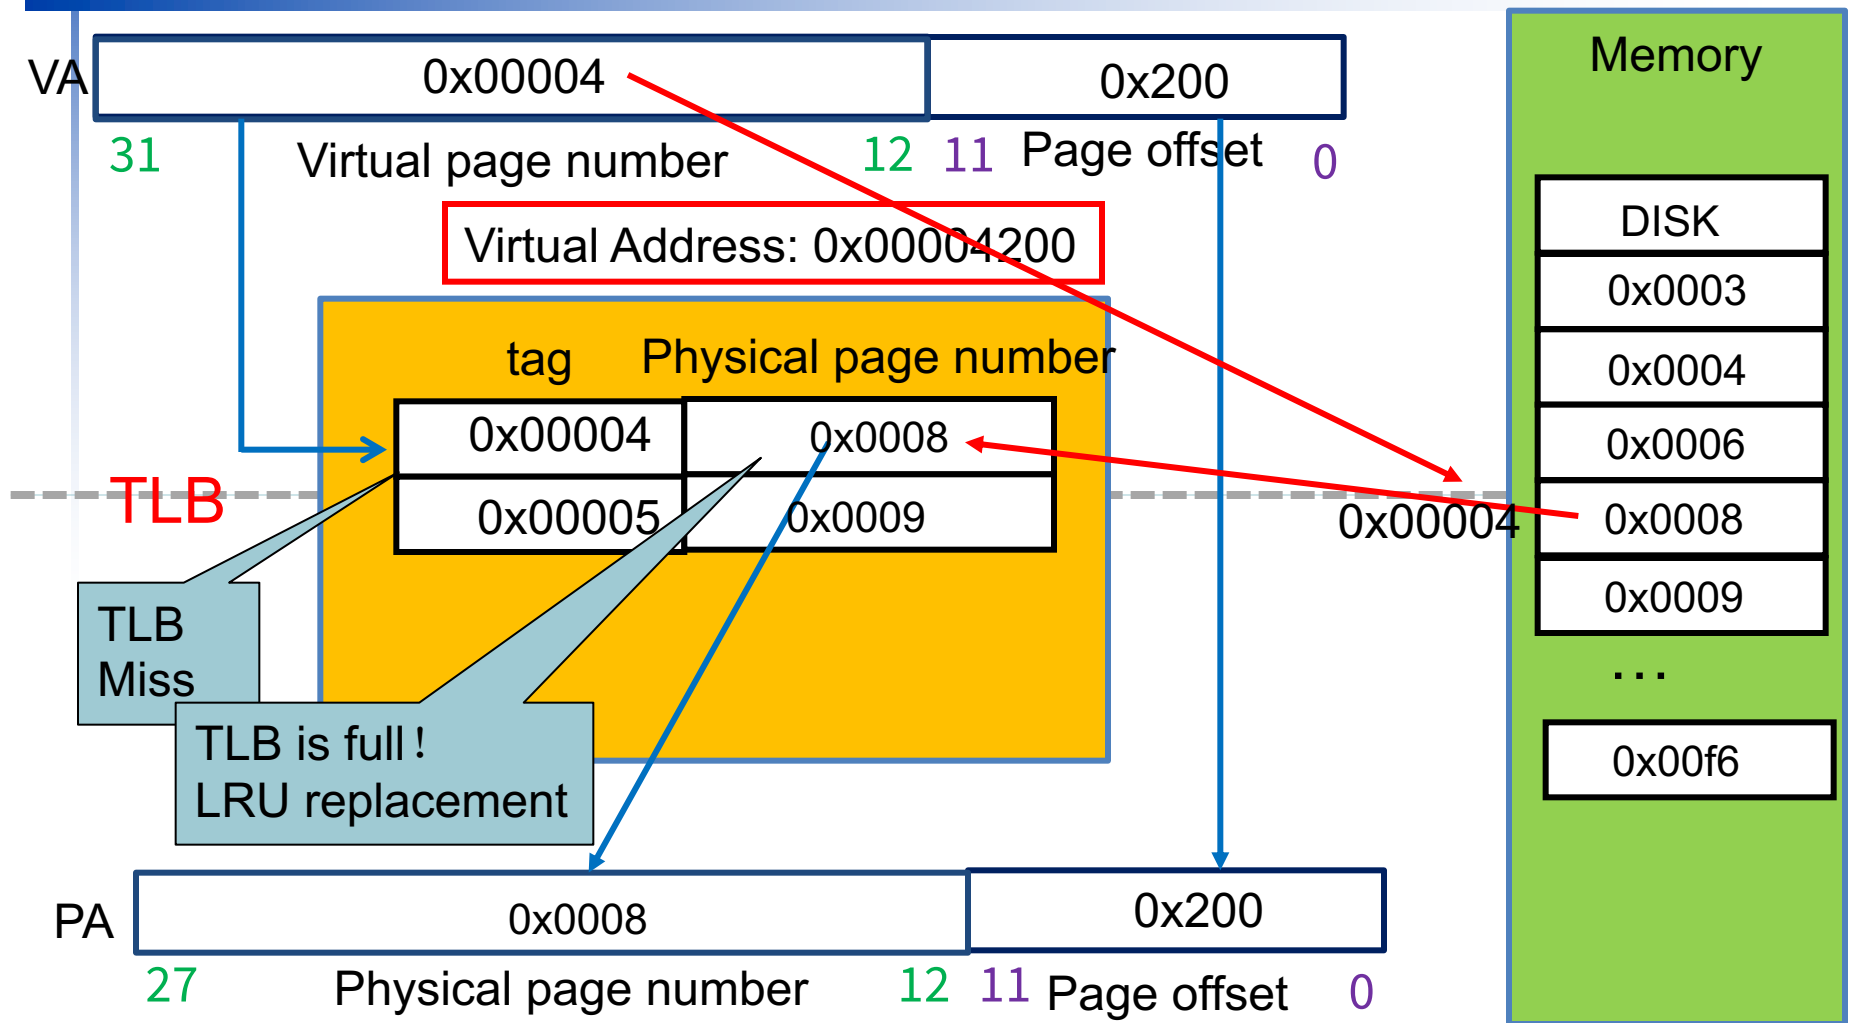 VA
0x00004
0x200
31
Virtual page number
12
11
Page offset
0
Virtual Address: 0x00004200
tag
Physical page number
0x00004
0x0008
0x00005
0x0009
TLB
TLB
Miss
TLB is full!
LRU replacement
PA
0x0008
0x200
27
Physical page number
12
11
Page offset
0
0x00004
Memory
DISK
0x0003
0x0004
0x0006
0x0008
0x0009
...
0x00f6